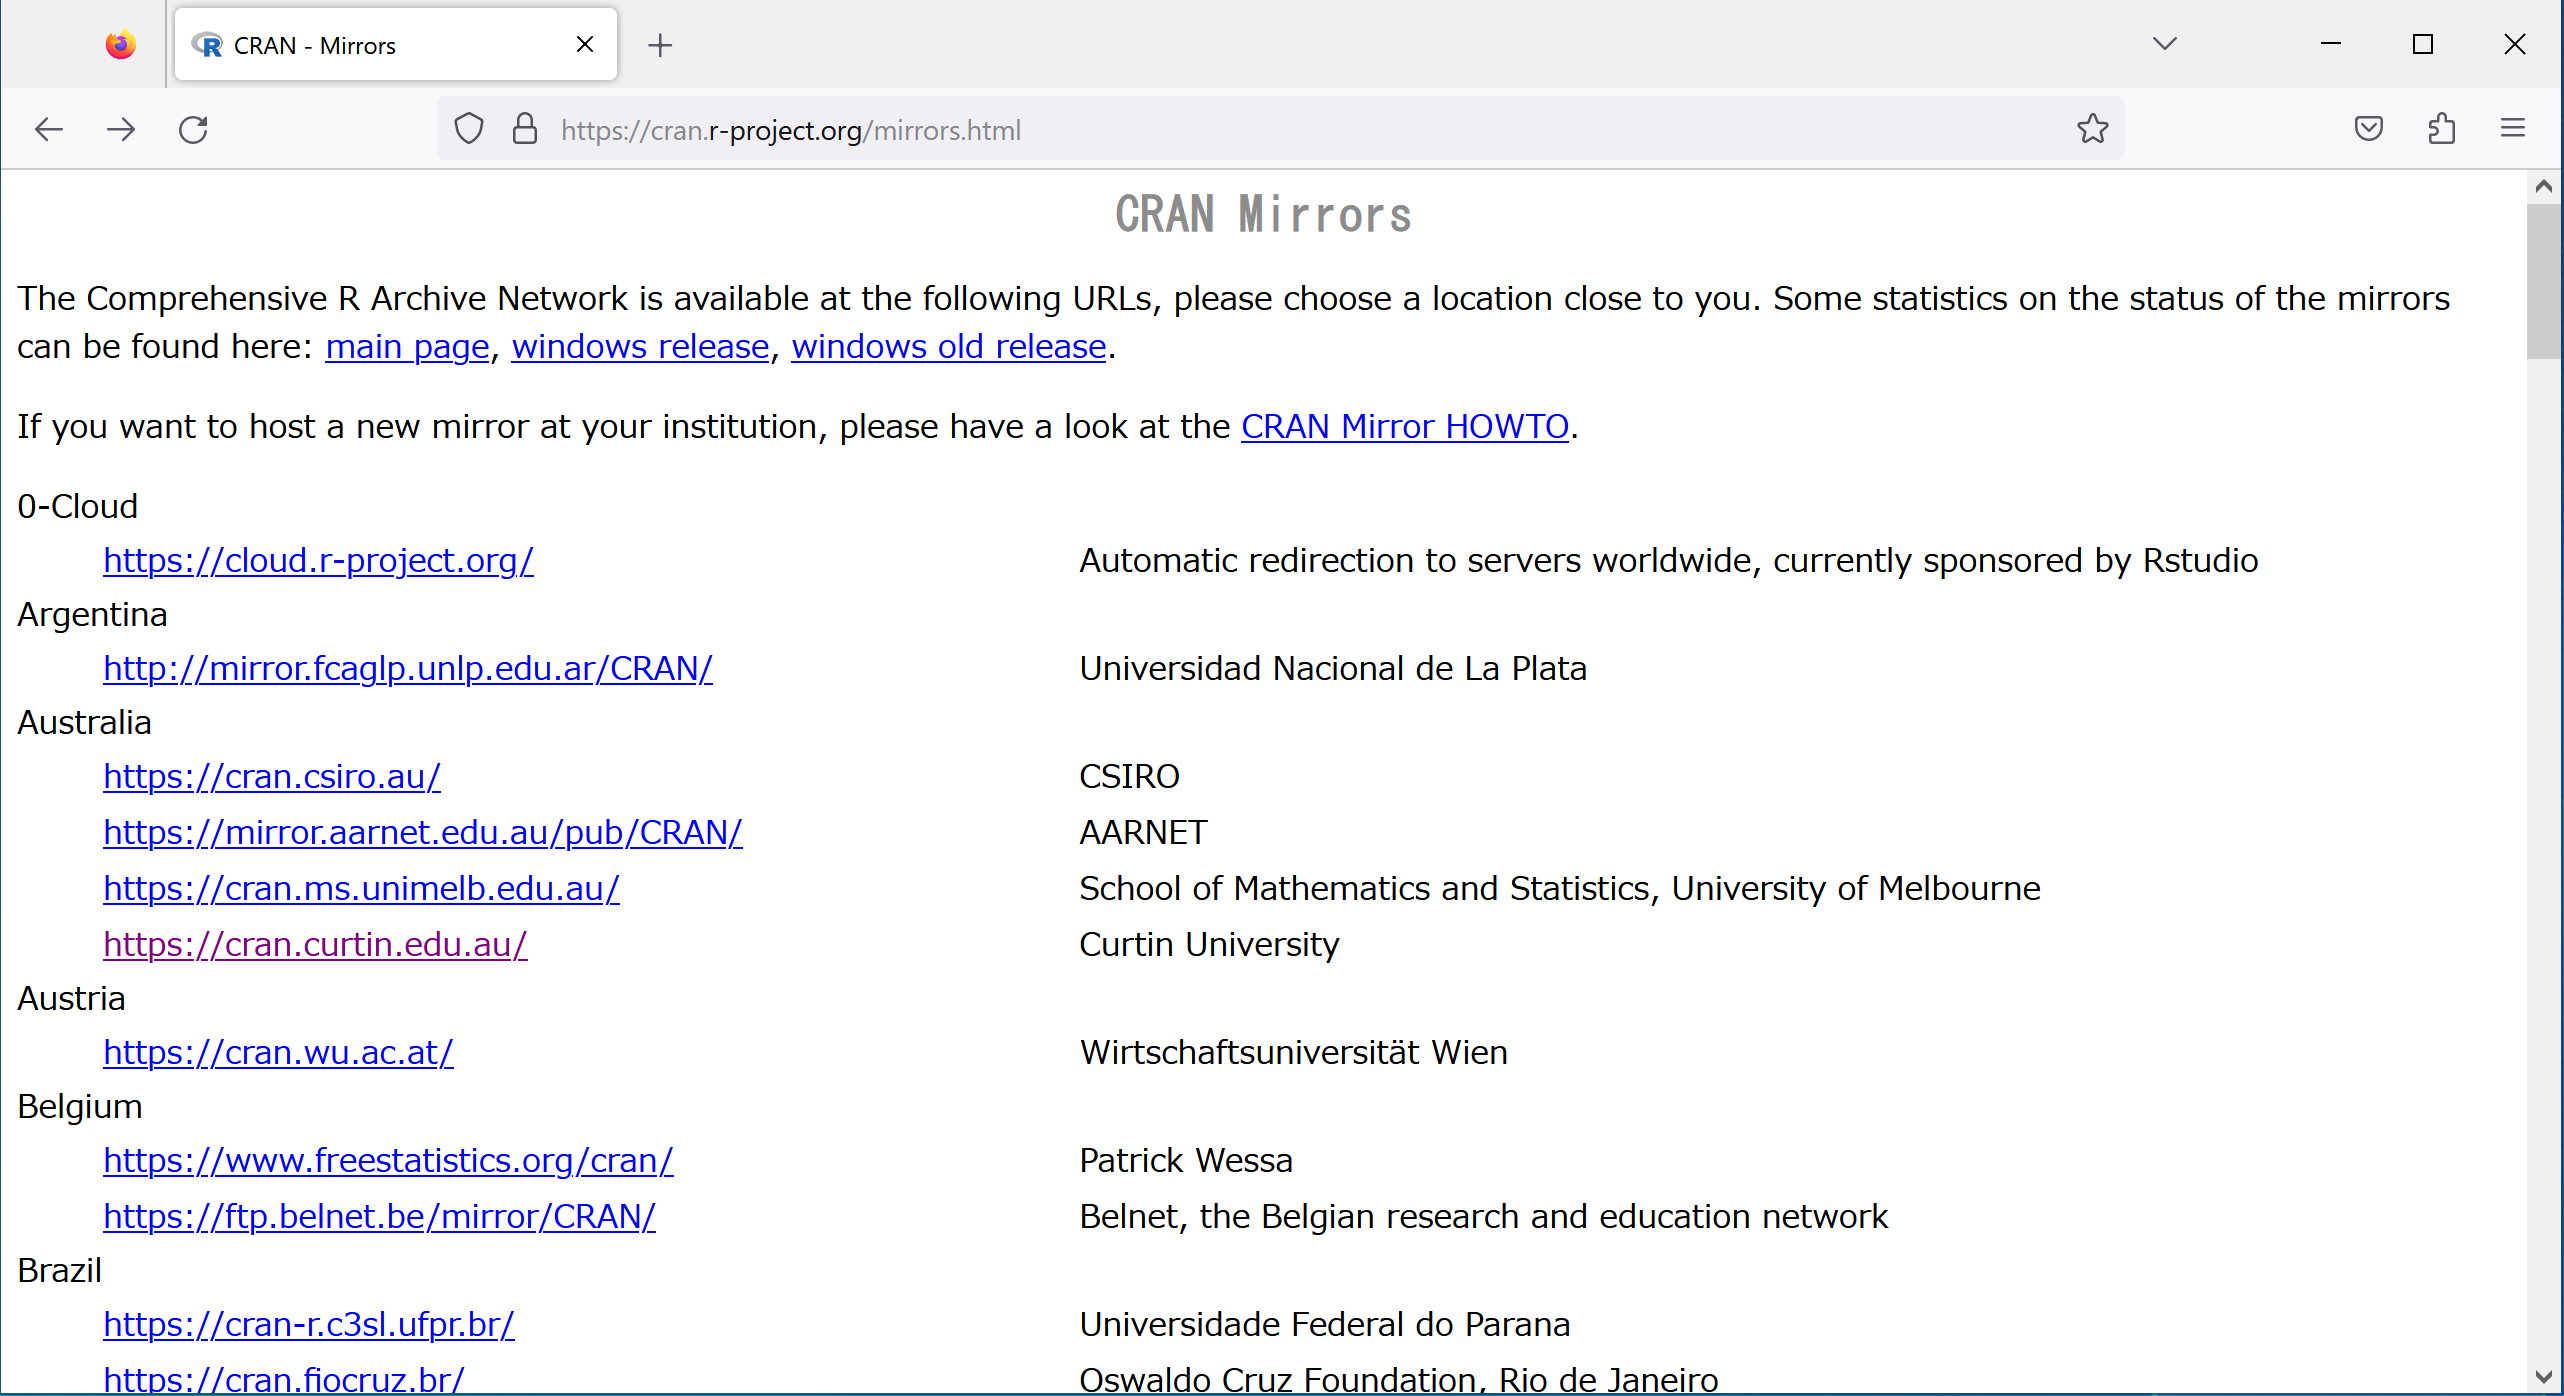 CRAN - Mirrors
https://cran.r-project.org/mirrors.html
CRAN Mirrors
The Comprehensive R Archive Network is available at the following URLs, please choose a location close to you. Some statistics on the status of the mirrors
can be found here: main page, windows release, windows old release.
If you want to host a new mirror at your institution, please have a look at the CRAN Mirror HOWTO.
0-Cloud
https://cloud.r-project.org/ Automatic redirection to servers worldwide, currently sponsored by Rstudio
Argentina
http://mirror.fcaglp.unlp.edu.ar/CRAN/ Universidad Nacional de La Plata
Australia
https://cran.csiro.au/ CSIRO
https://mirror.aarnet.edu.au/pub/CRAN/ AARNET
https://cran.ms.unimelb.edu.au/ School of Mathematics and Statistics, University of Melbourne
https://cran.curtin.edu.au/ Curtin University
Austria
https://cran.wu.ac.at/ Wirtschaftsuniversität Wien
Belgium
https://www.freestatistics.org/cran/ Patrick Wessa
https://ftp.belnet.be/mirror/CRAN/ Belnet, the Belgian research and education network
Brazil
https://cran-r.c3sl.ufpr.br/ Universidade Federal do Parana
https://cran.fiocruz.br/ Oswaldo Cruz Foundation, Rio de Janeiro